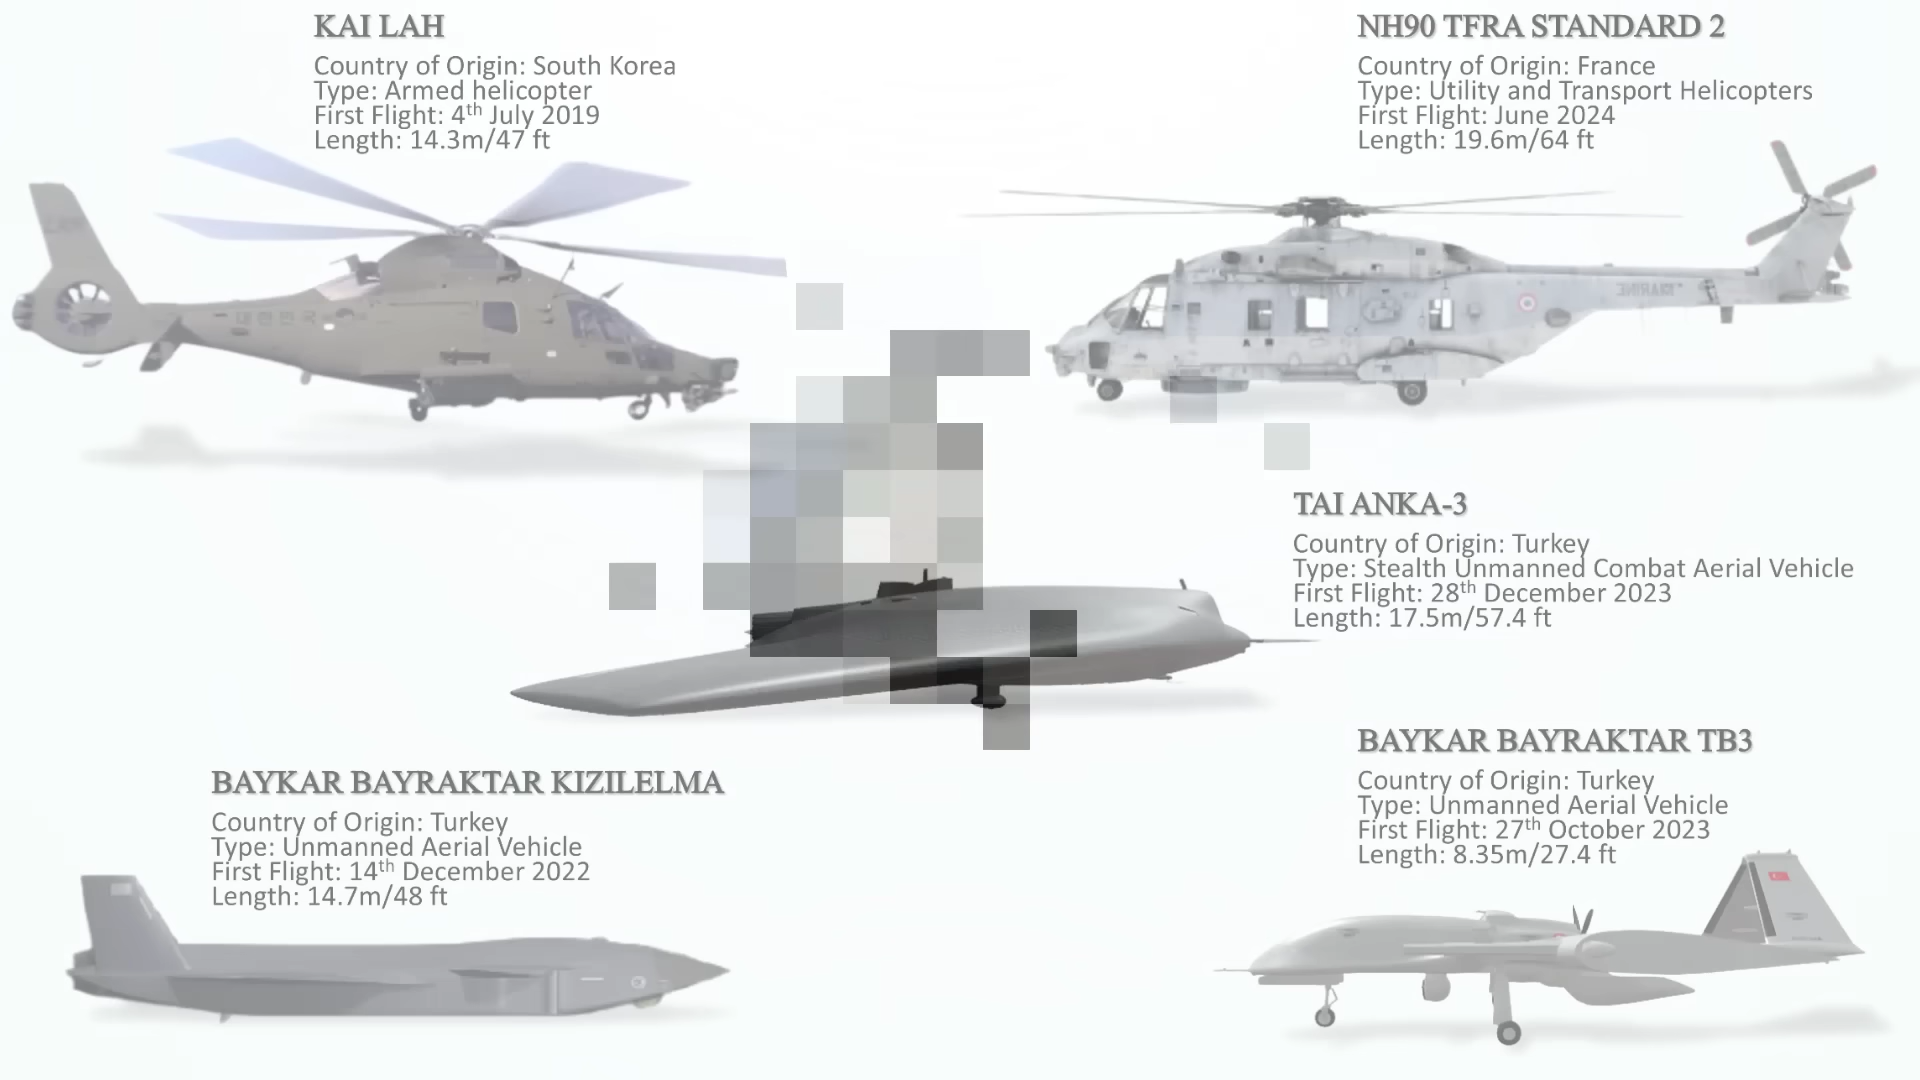 KAI LAH
Country of Origin: South Korea
Type: Armed helicopter
First Flight: 4th July 2019
Length: 14.3m/47 ft
NH90 TFRA STANDARD 2
Country of Origin: France
Type: Utility and Transport Helicopters
First Flight: June 2024
Length: 19.6m/64 ft
TAI ANKA-3
Country of Origin: Turkey
Type: Stealth Unmanned Combat Aerial Vehicle
First Flight: 28th December 2023
Length: 17.5m/57.4 ft
BAYKAR BAYRAKTAR KIZILELMA
Country of Origin: Turkey
Type: Unmanned Aerial Vehicle
First Flight: 14th December 2022
Length: 14.7m/48 ft
BAYKAR BAYRAKTAR TB3
Country of Origin: Turkey
Type: Unmanned Aerial Vehicle
First Flight: 27th October 2023
Length: 8.35m/27.4 ft